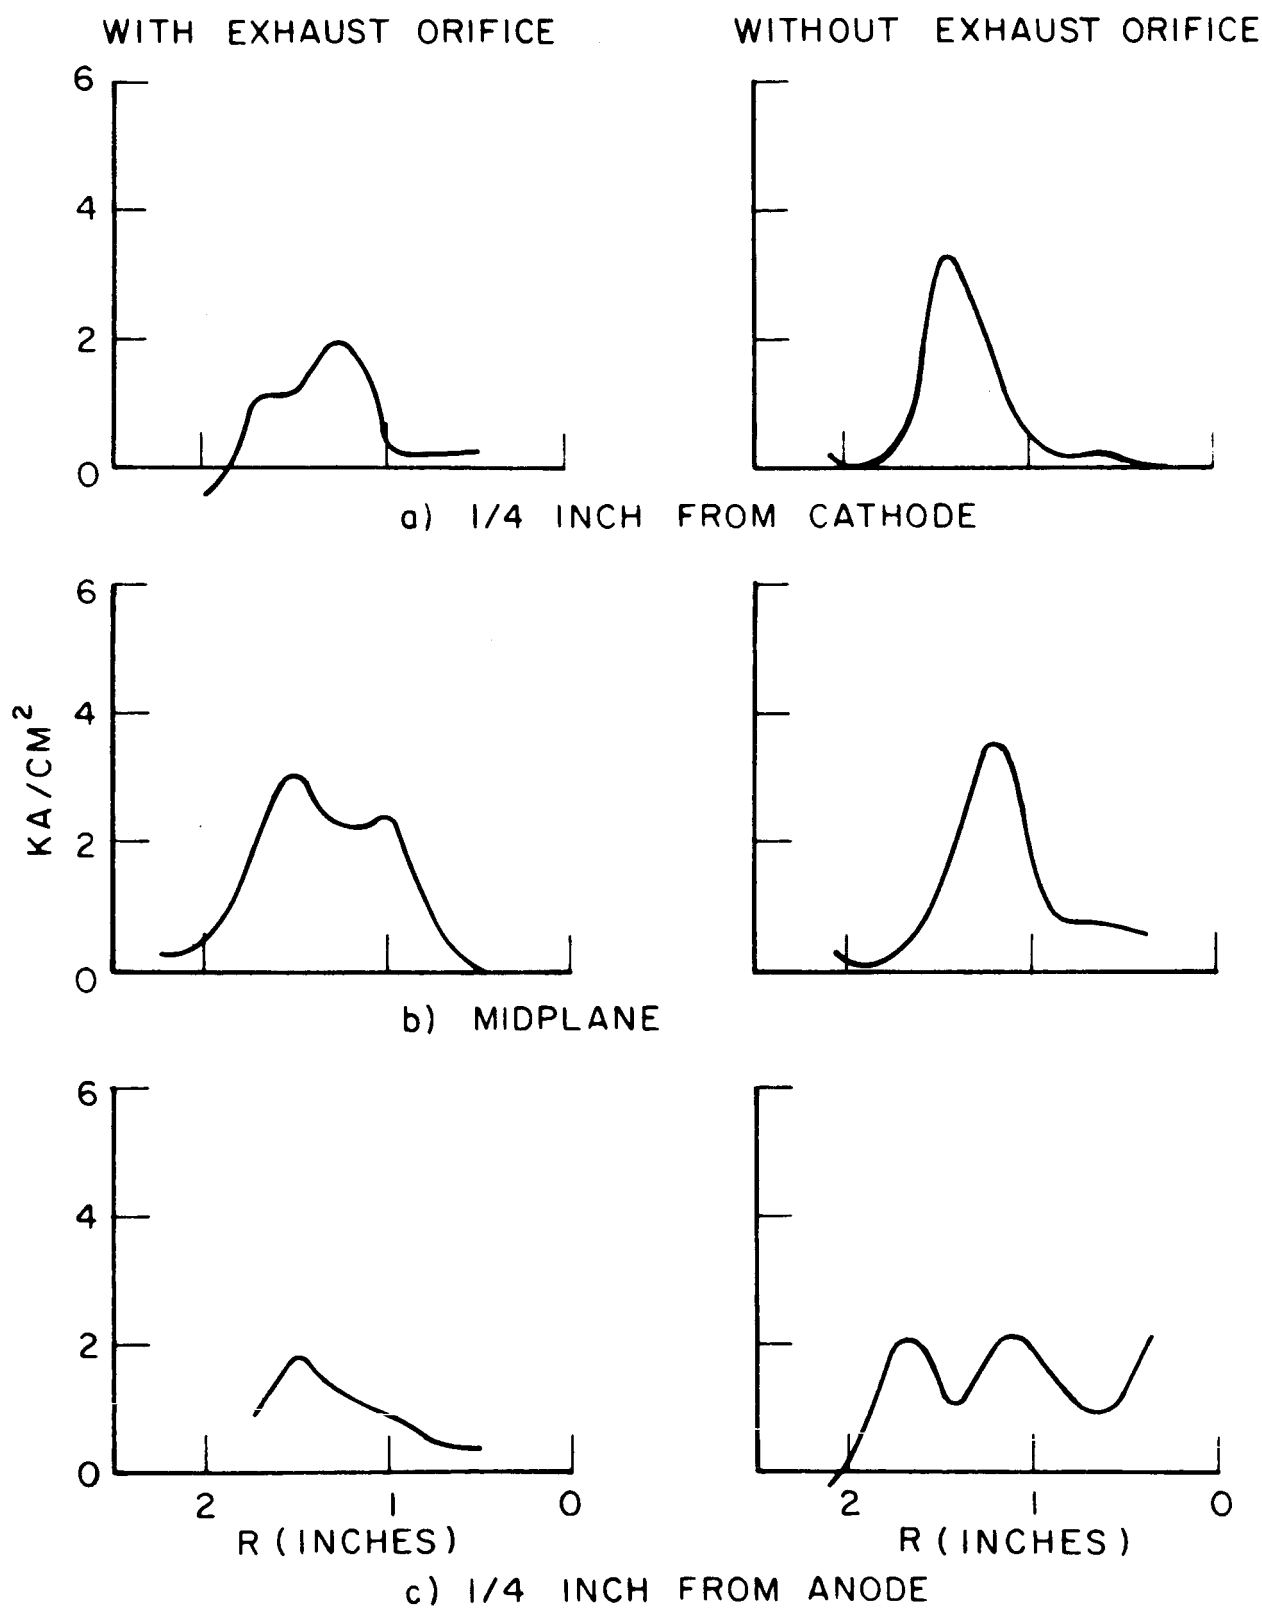 WITH EXHAUST ORIFICE
WITHOUT EXHAUST ORIFICE
6
4
2
0
a) 1/4 INCH FROM CATHODE
6
4
2
0
KA/CM²
b) MIDPLANE
6
4
2
0
2 1 0
2 1 0
R (INCHES)
R (INCHES)
c) 1/4 INCH FROM ANODE